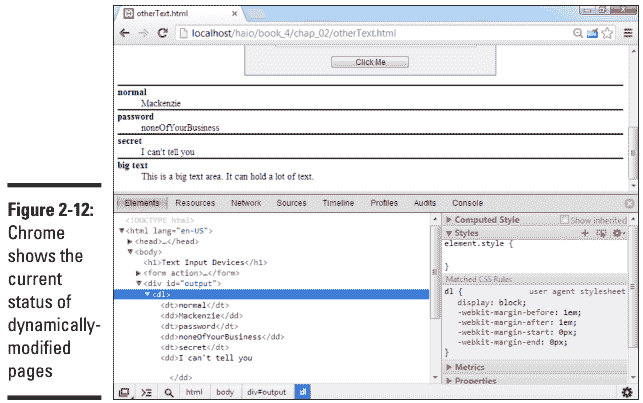 otherText.html
localhost/haio/book_4/chap_02/otherText.html
Click Me
normal
Mackenzie
password
noneOfYourBusiness
secret
I can't tell you
big text
This is a big text area. It can hold a lot of text.
Elements Resources Network Sources Timeline Profiles Audits Console
<!DOCTYPE html>
<html lang="en-US">
<head>…</head>
<body>
<h1>Text Input Devices</h1>
<form action>…</form>
<div id="output">
<dl>
<dt>normal</dt>
<dd>Mackenzie</dd>
<dt>password</dt>
<dd>noneOfYourBusiness</dd>
<dt>secret</dt>
<dd>I can't tell you
</dd>
html body div#output dl
Computed Style Show inherited
Styles
element.style {
}
Matched CSS Rules
dl { user agent stylesheet
display: block;
-webkit-margin-before: 1em;
-webkit-margin-after: 1em;
-webkit-margin-start: 0px;
-webkit-margin-end: 0px;
}
Metrics
Properties
Figure 2-12:
Chrome
shows the
current
status of
dynamically-
modified
pages